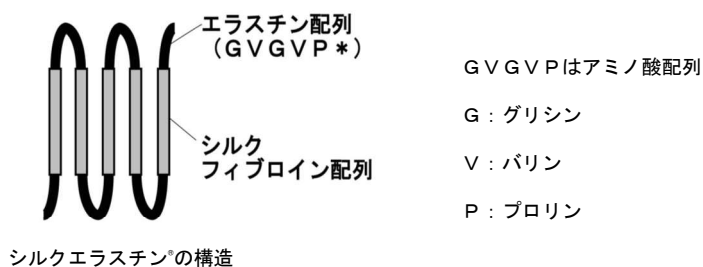 エラスチン配列
（ＧＶＧＶＰ＊）
シルク
フィブロイン配列
ＧＶＧＶＰはアミノ酸配列
Ｇ：グリシン
Ｖ：バリン
Ｐ：プロリン
シルクエラスチン®の構造